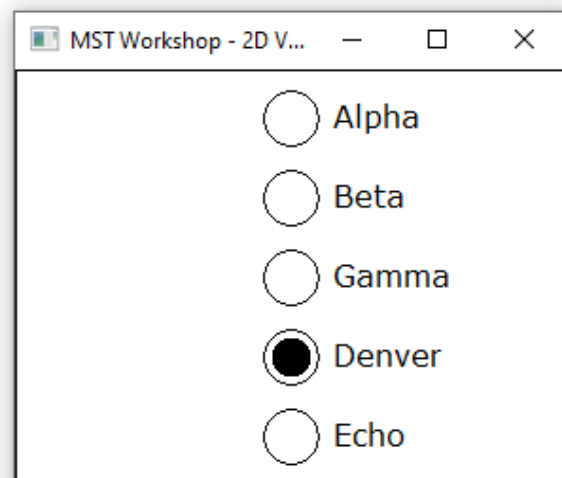 MST Workshop - 2D V...
Alpha
Beta
Gamma
Denver
Echo